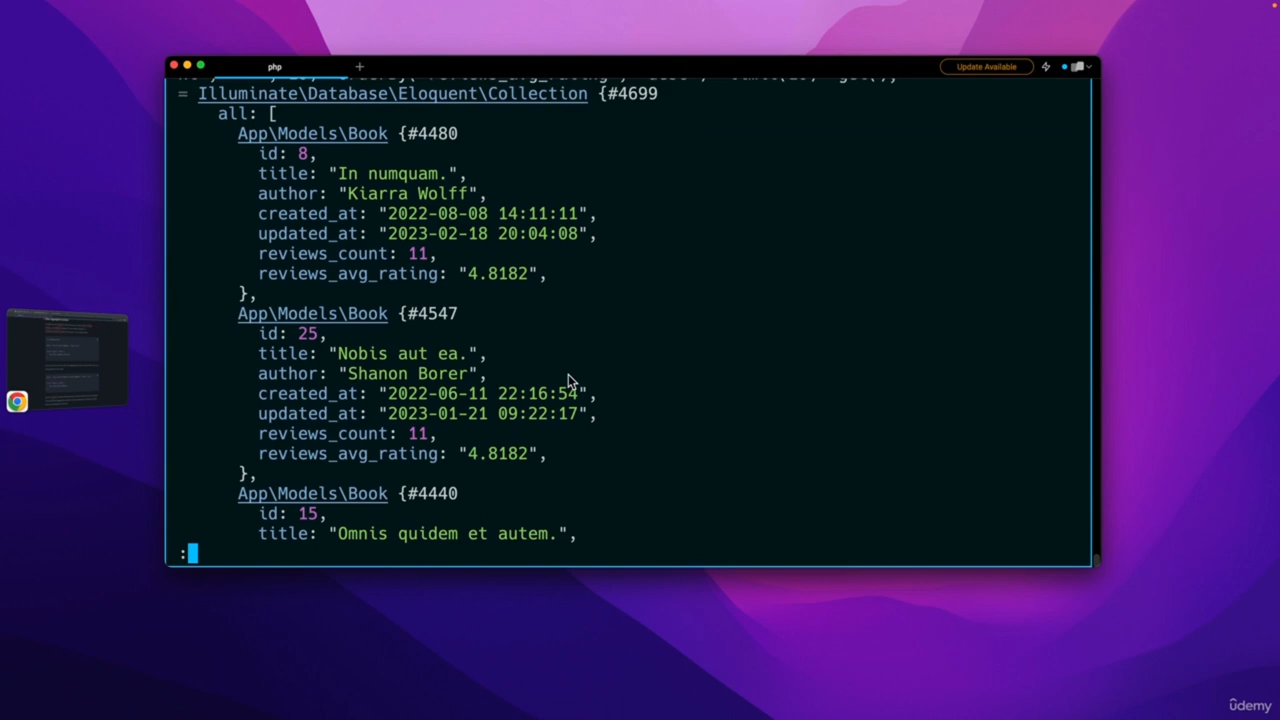 php
+
Update Available
= Illuminate\Database\Eloquent\Collection {#4699
all: [
App\Models\Book {#4480
id: 8,
title: "In numquam.",
author: "Kiarra Wolff",
created_at: "2022-08-08 14:11:11",
updated_at: "2023-02-18 20:04:08",
reviews_count: 11,
reviews_avg_rating: "4.8182",
},
App\Models\Book {#4547
id: 25,
title: "Nobis aut ea.",
author: "Shanon Borer",
created_at: "2022-06-11 22:16:54",
updated_at: "2023-01-21 09:22:17",
reviews_count: 11,
reviews_avg_rating: "4.8182",
},
App\Models\Book {#4440
id: 15,
title: "Omnis quidem et autem.",
:
ûdemy